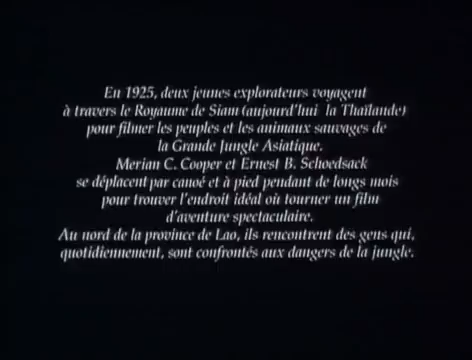 En 1925, deux jeunes explorateurs voyagent
à travers le Royaume de Siam (aujourd'hui la Thaïlande)
pour filmer les peuples et les animaux sauvages de
la Grande Jungle Asiatique.
Merian C. Cooper et Ernest B. Schoedsack
se déplacent par canoé et à pied pendant de longs mois
pour trouver l'endroit idéal où tourner un film
d'aventure spectaculaire.
Au nord de la province de Lao, ils rencontrent des gens qui,
quotidiennement, sont confrontés aux dangers de la jungle.